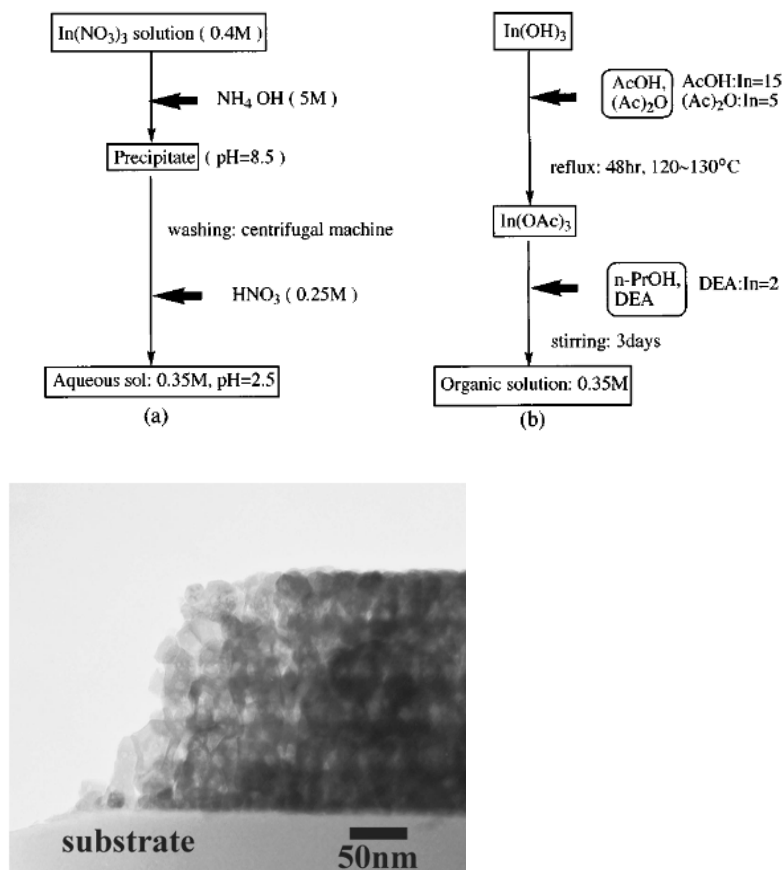 In(NO₃)₃ solution ( 0.4M )
NH₄ OH ( 5M )
Precipitate ( pH=8.5 )
washing: centrifugal machine
HNO₃ ( 0.25M )
Aqueous sol: 0.35M, pH=2.5
(a)
In(OH)₃
AcOH, AcOH:In=15
(Ac)₂O (Ac)₂O:In=5
reflux: 48hr, 120~130°C
In(OAc)₃
n-PrOH, DEA:In=2
DEA
stirring: 3days
Organic solution: 0.35M
(b)
substrate
50nm